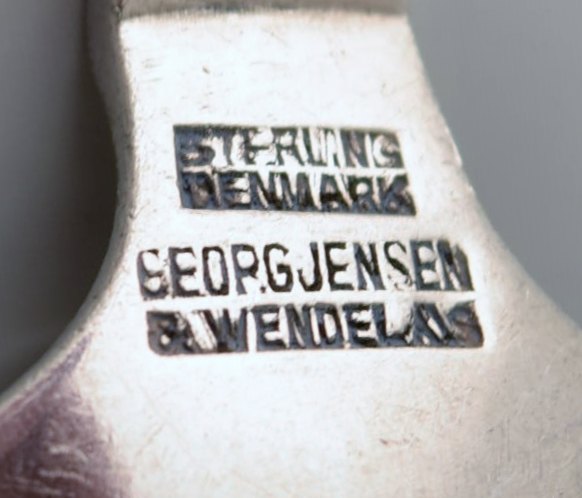 STERLING
DENMARK
GEORG JENSEN
& WENDEL A/S